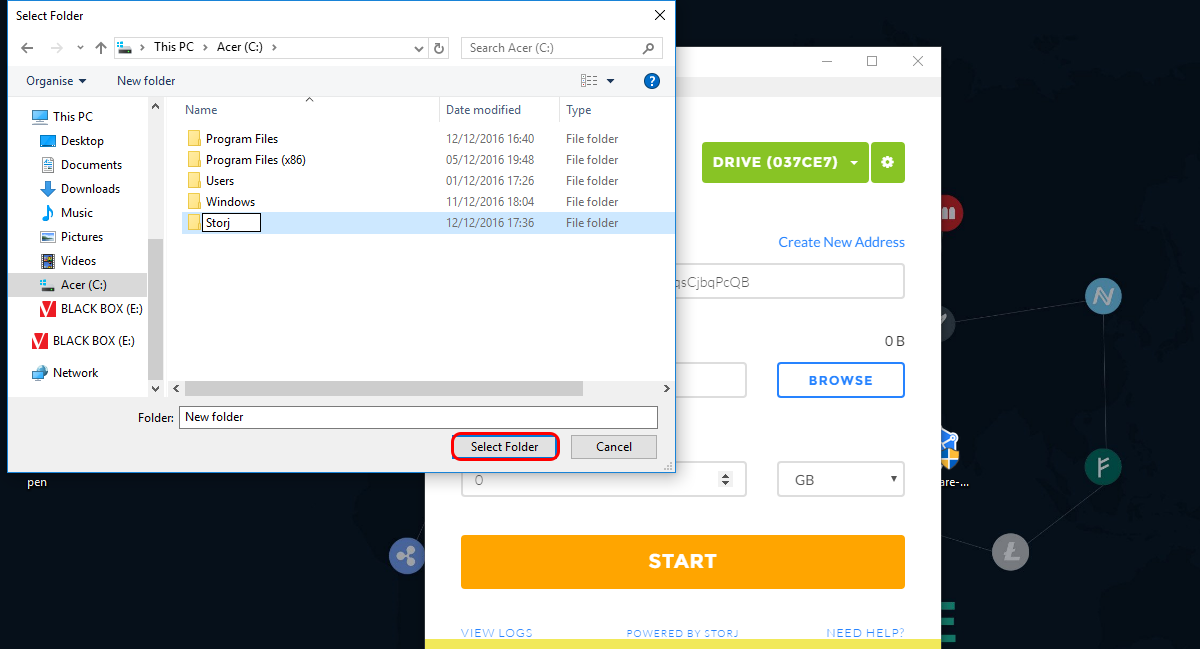 Select Folder
This PC > Acer (C:) >
Search Acer (C:)
Organise
New folder
Name Date modified Type
This PC
Desktop
Documents
Downloads
Music
Pictures
Videos
Acer (C:)
BLACK BOX (E:)
BLACK BOX (E:)
Network
Program Files 12/12/2016 16:40 File folder
Program Files (x86) 05/12/2016 19:48 File folder
Users 01/12/2016 17:26 File folder
Windows 11/12/2016 18:04 File folder
Storj 12/12/2016 17:36 File folder
Folder: New folder
Select Folder
Cancel
DRIVE (037CE7)
Create New Address
qsCjbqPcQB
0 B
BROWSE
0
GB
START
VIEW LOGS
POWERED BY STORJ
NEED HELP?
pen
are-...